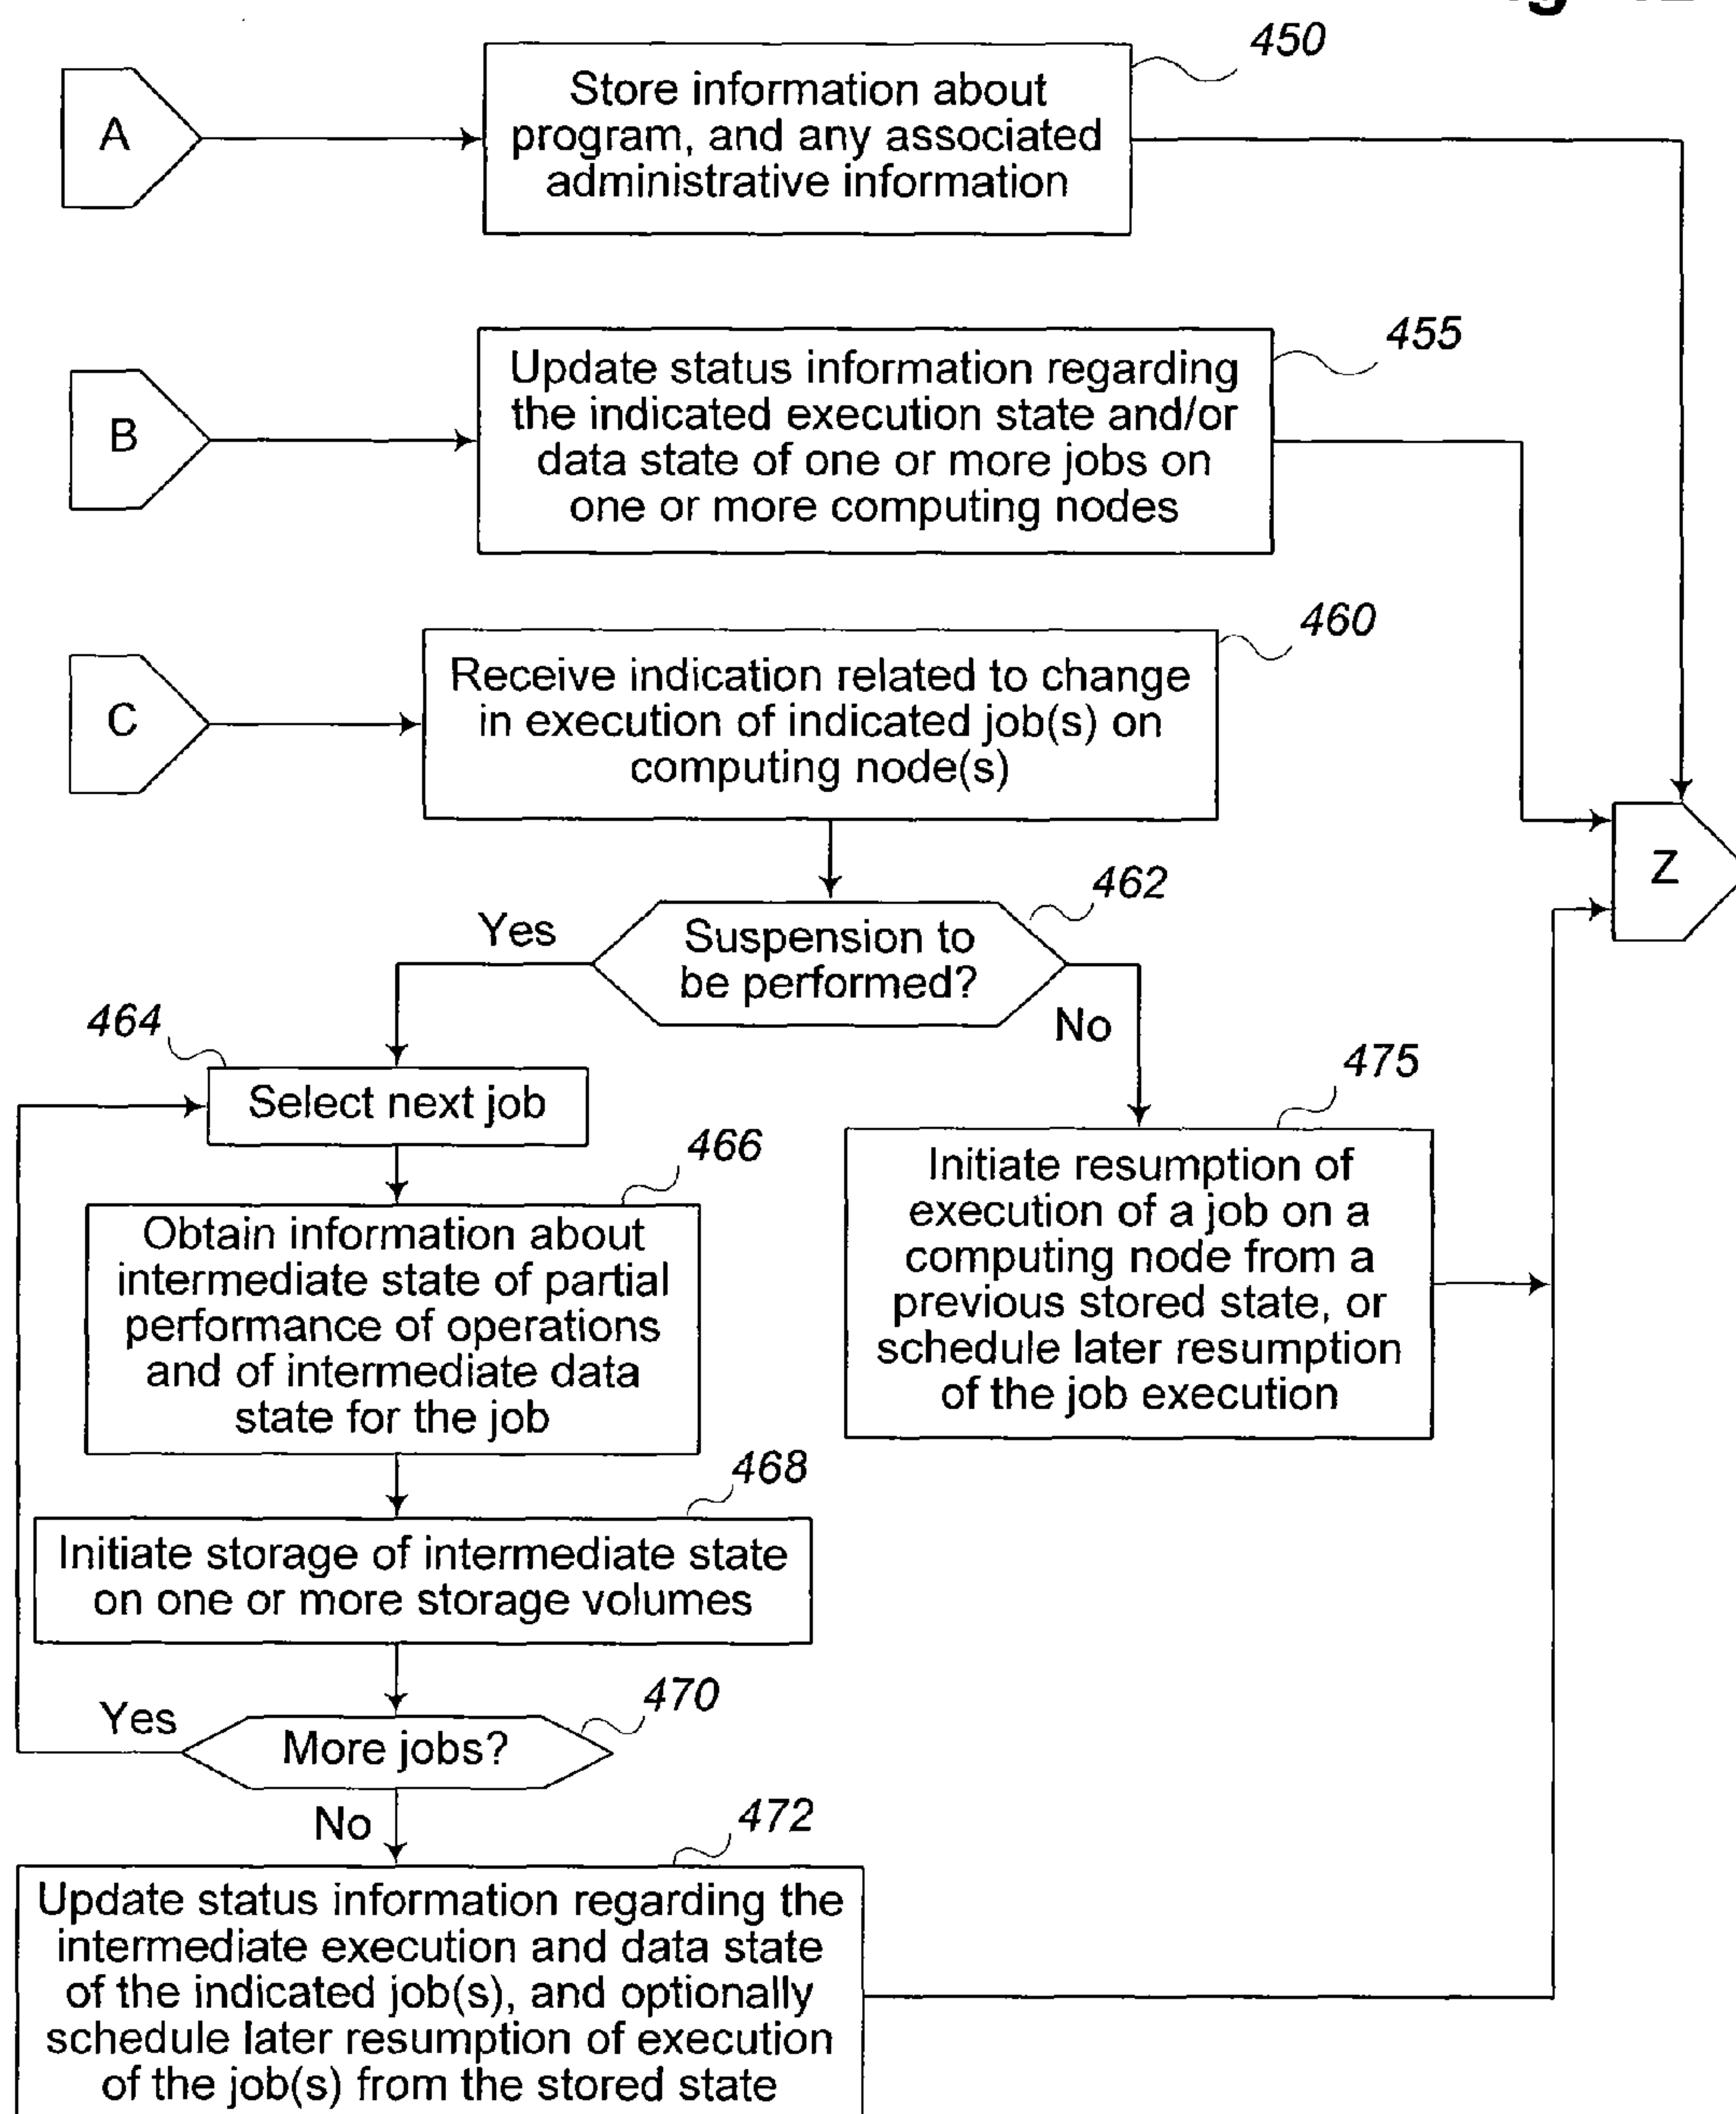 450
A
Store information about
program, and any associated
administrative information
455
B
Update status information regarding
the indicated execution state and/or
data state of one or more jobs on
one or more computing nodes
460
C
Receive indication related to change
in execution of indicated job(s) on
computing node(s)
Z
462
Yes
Suspension to
be performed?
No
464
Select next job
475
466
Initiate resumption of
execution of a job on a
computing node from a
previous stored state, or
schedule later resumption
of the job execution
Obtain information about
intermediate state of partial
performance of operations
and of intermediate data
state for the job
468
Initiate storage of intermediate state
on one or more storage volumes
470
Yes
More jobs?
No
472
Update status information regarding the
intermediate execution and data state
of the indicated job(s), and optionally
schedule later resumption of execution
of the job(s) from the stored state